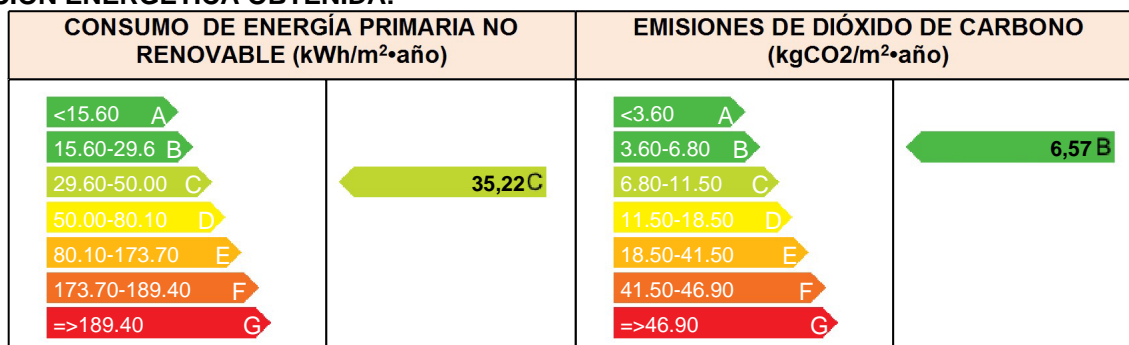 CIÓN ENERGÉTICA OBTENIDA:
CONSUMO DE ENERGÍA PRIMARIA NO
RENOVABLE (kWh/m²•año)
EMISIONES DE DIÓXIDO DE CARBONO
(kgCO2/m²•año)
<15.60 A
15.60-29.6 B
29.60-50.00 C
50.00-80.10 D
80.10-173.70 E
173.70-189.40 F
=>189.40 G
35,22 C
<3.60 A
3.60-6.80 B
6.80-11.50 C
11.50-18.50 D
18.50-41.50 E
41.50-46.90 F
=>46.90 G
6,57 B